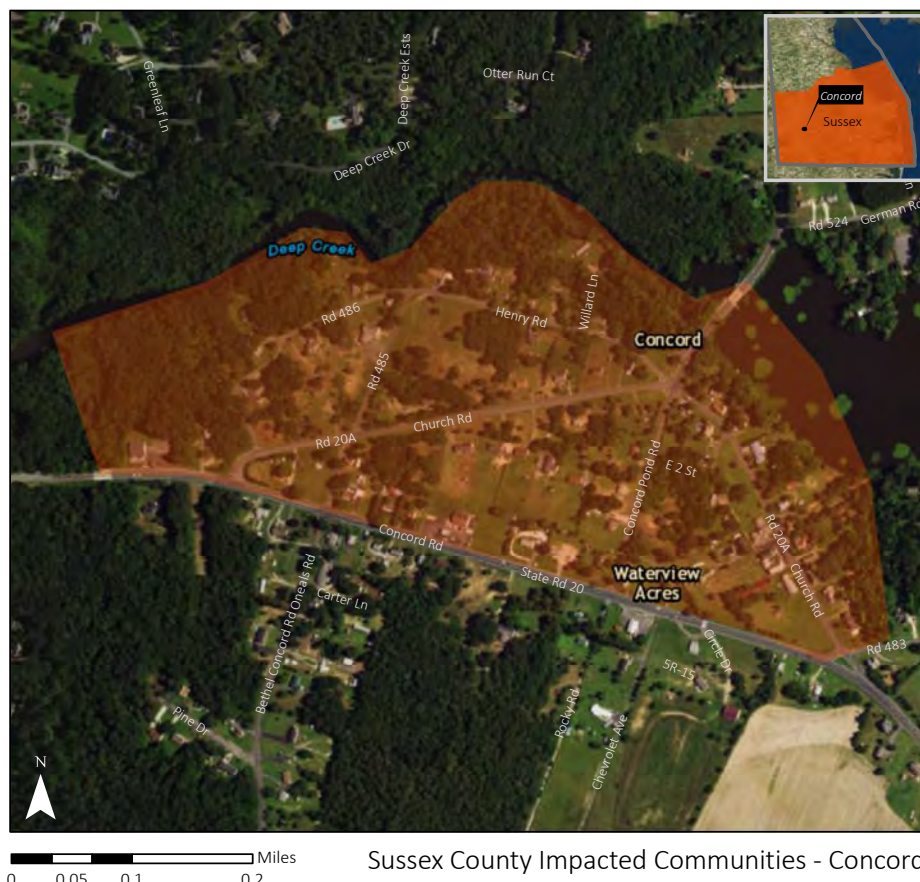 Greenleaf Ln
Deep Creek Ests
Otter Run Ct
Deep Creek Dr
Concord
Sussex
Rd 524
German Rd
n
Deep Creek
Rd 486
Henry Rd
Willard Ln
Concord
Rd 485
Church Rd
Rd 20A
Concord Pond Rd
E 2 St
Rd 20A
Church Rd
Concord Rd
State Rd 20
Waterview
Acres
Rd 483
Carter Ln
Bethel Concord Rd Oneals Rd
Circle Dr
SR-15
Rocky Rd
Chevrolet Ave
Pine Dr
N
Miles
0 0.05 0.1 0.2
Sussex County Impacted Communities - Concord